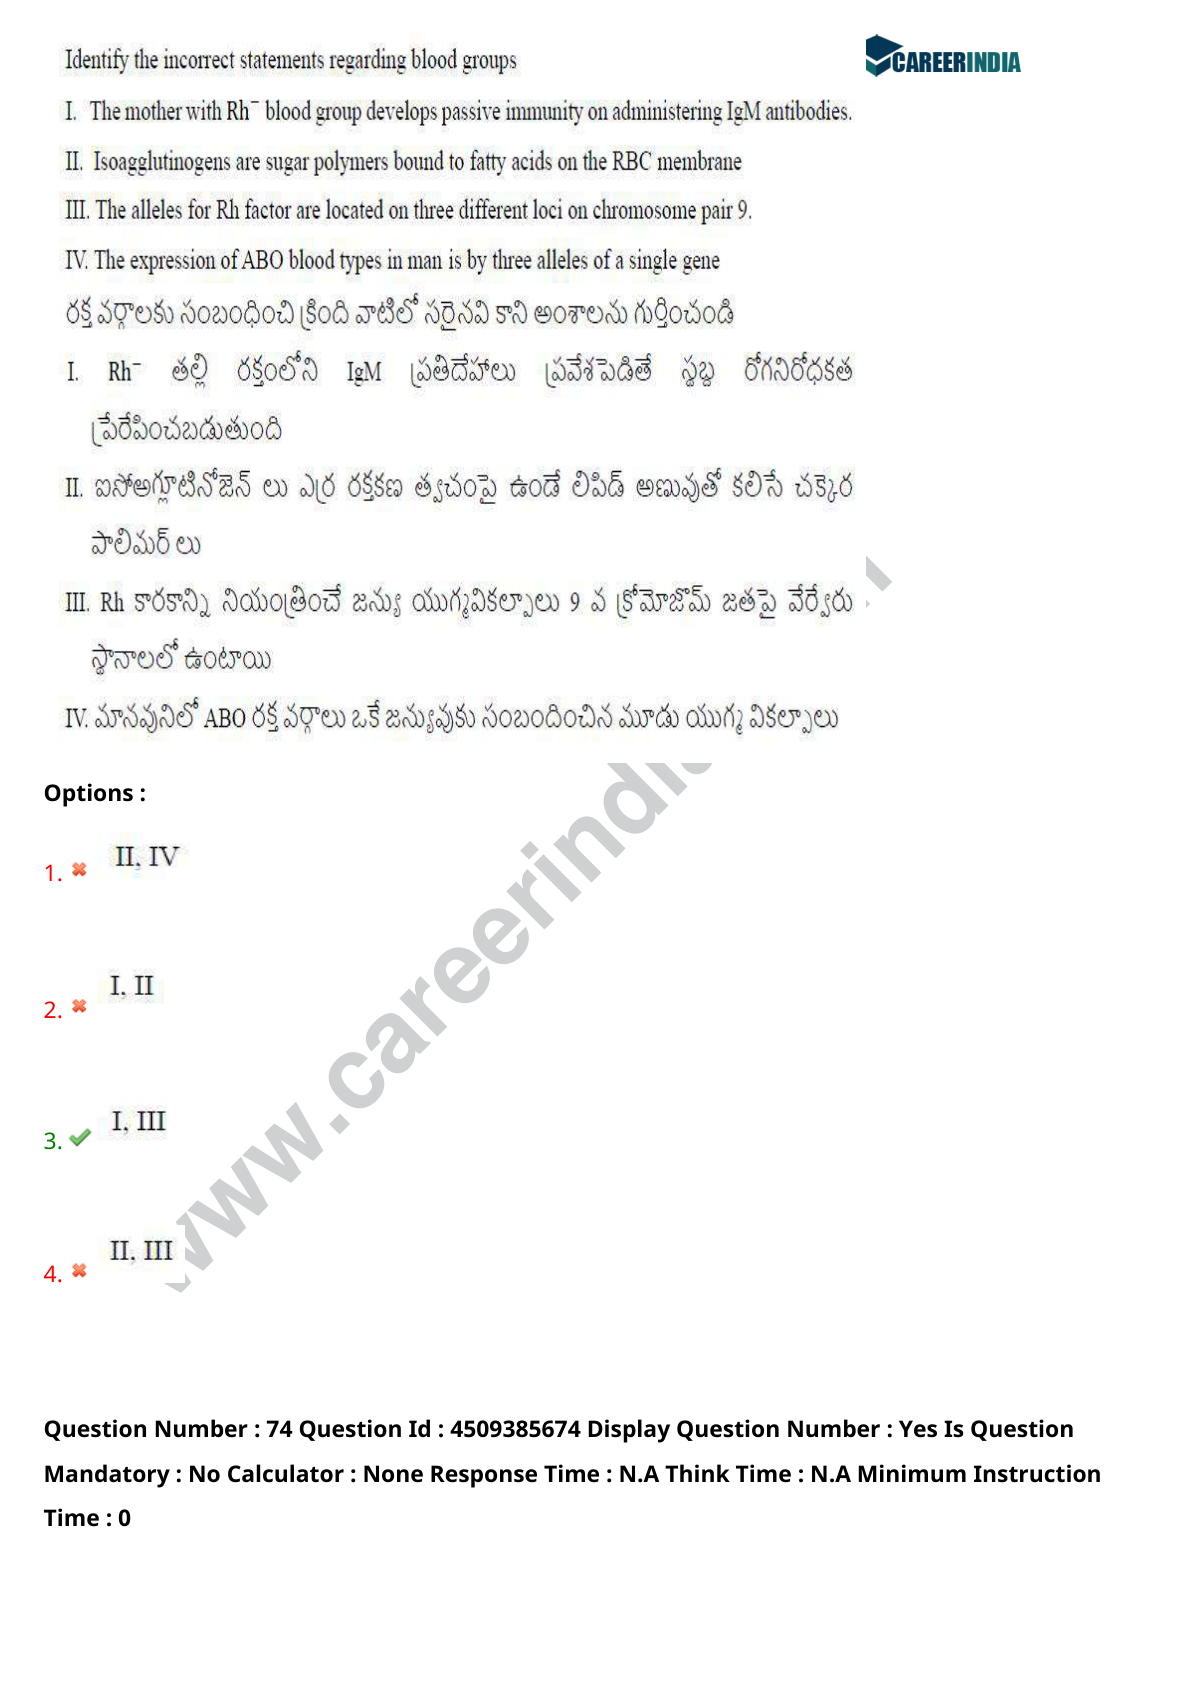 CAREERINDIA
Identify the incorrect statements regarding blood groups
I. The mother with Rh⁻ blood group develops passive immunity on administering IgM antibodies.
II. Isoagglutinogens are sugar polymers bound to fatty acids on the RBC membrane
III. The alleles for Rh factor are located on three different loci on chromosome pair 9.
IV. The expression of ABO blood types in man is by three alleles of a single gene
రక్త వర్గాలకు సంబంధించి క్రింది వాటిలో సరైనవి కాని అంశాలను గుర్తించండి
I. Rh⁻ తల్లి రక్తంలోని IgM ప్రతిదేహాలు ప్రవేశపెడితే స్థబ్ద రోగనిరోధకత
ప్రేరేపించబడుతుంది
II. ఐసోఅగ్లూటినోజెన్ లు ఎర్ర రక్తకణ త్వచంపై ఉండే లిపిడ్ అణువుతో కలిసే చక్కెర
పాలిమర్ లు
III. Rh కారకాన్ని నియంత్రించే జన్యు యుగ్మవికల్పాలు 9 వ క్రోమోజొమ్ జతపై వేర్వేరు
స్థానాలలో ఉంటాయి
IV. మానవునిలో ABO రక్త వర్గాలు ఒకే జన్యువుకు సంబందించిన మూడు యుగ్మ వికల్పాలు
Options :
1. II, IV
2. I, II
3. I, III
4. II, III
www.careerindia
Question Number : 74 Question Id : 4509385674 Display Question Number : Yes Is Question
Mandatory : No Calculator : None Response Time : N.A Think Time : N.A Minimum Instruction
Time : 0